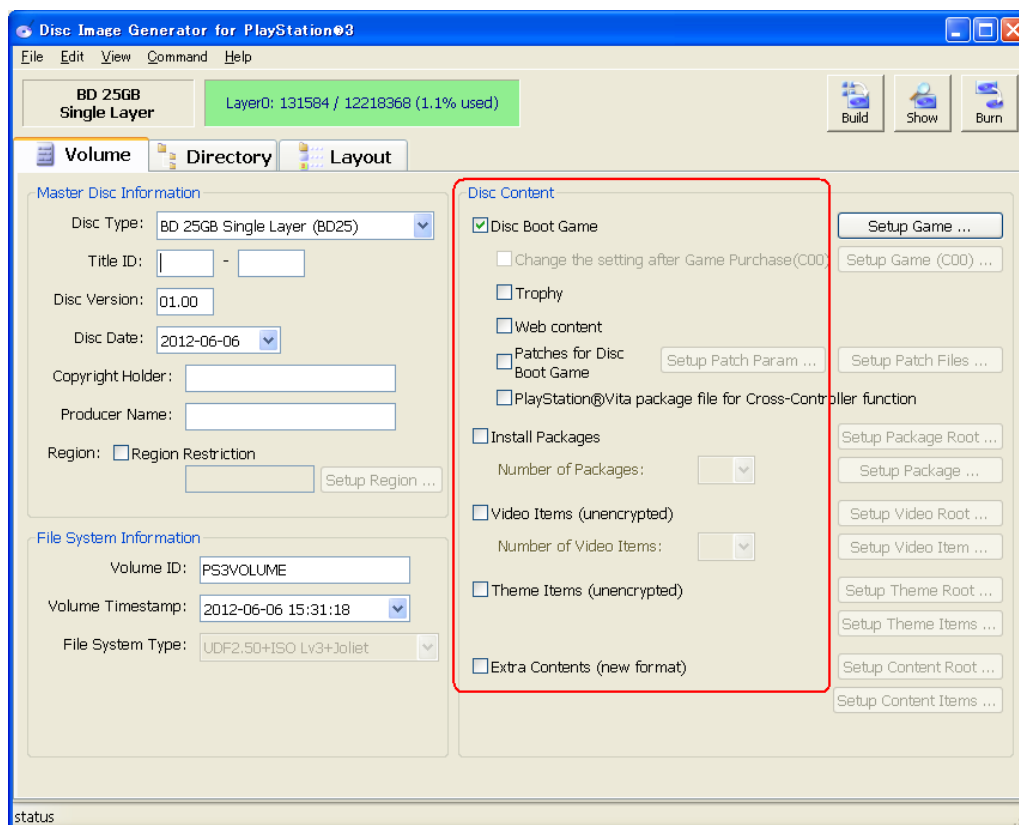 Disc Image Generator for PlayStation®3
File Edit View Command Help
BD 25GB
Single Layer
Layer0: 131584 / 12218368 (1.1% used)
Build
Show
Burn
Volume
Directory
Layout
Master Disc Information
Disc Type: BD 25GB Single Layer (BD25)
Title ID: -
Disc Version: 01.00
Disc Date: 2012-06-06
Copyright Holder:
Producer Name:
Region: Region Restriction
Setup Region ...
File System Information
Volume ID: PS3VOLUME
Volume Timestamp: 2012-06-06 15:31:18
File System Type: UDF2.50+ISO Lv3+Joliet
Disc Content
Disc Boot Game
Setup Game ...
Change the setting after Game Purchase(C00)
Setup Game (C00) ...
Trophy
Web content
Patches for Disc
Boot Game
Setup Patch Param ...
Setup Patch Files ...
PlayStation®Vita package file for Cross-Controller function
Install Packages
Setup Package Root ...
Number of Packages:
Setup Package ...
Video Items (unencrypted)
Setup Video Root ...
Number of Video Items:
Setup Video Item ...
Theme Items (unencrypted)
Setup Theme Root ...
Setup Theme Items ...
Extra Contents (new format)
Setup Content Root ...
Setup Content Items ...
status